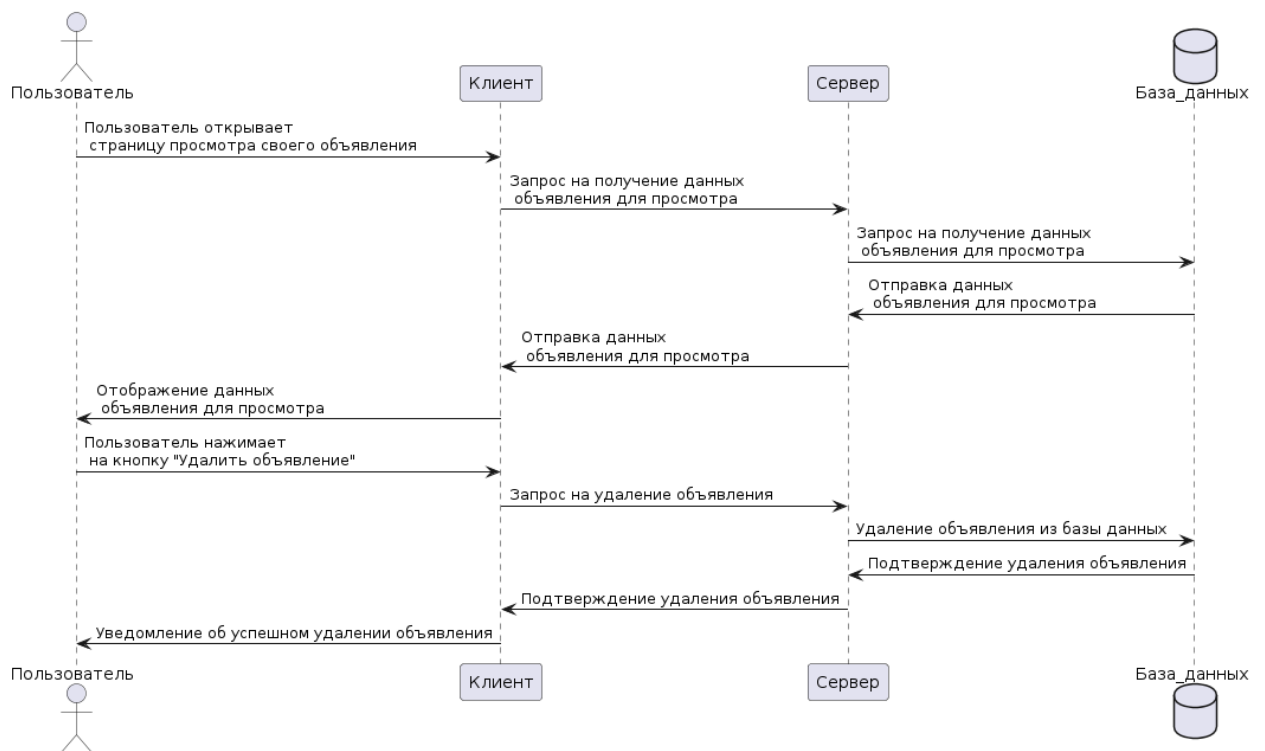 Пользователь
Клиент
Сервер
База_данных
Пользователь открывает
страницу просмотра своего объявления
Запрос на получение данных
объявления для просмотра
Запрос на получение данных
объявления для просмотра
Отправка данных
объявления для просмотра
Отправка данных
объявления для просмотра
Отображение данных
объявления для просмотра
Пользователь нажимает
на кнопку "Удалить объявление"
Запрос на удаление объявления
Удаление объявления из базы данных
Подтверждение удаления объявления
Подтверждение удаления объявления
Уведомление об успешном удалении объявления
Пользователь
Клиент
Сервер
База_данных